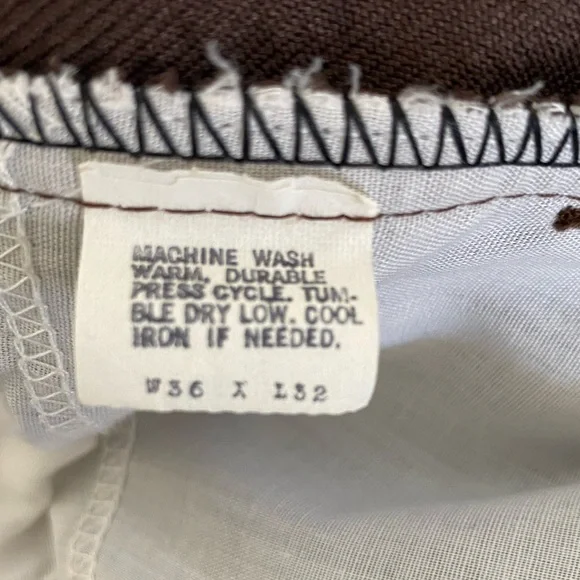 MACHINE WASH
WARM. DURABLE
PRESS CYCLE. TUM-
BLE DRY LOW. COOL
IRON IF NEEDED.
W36 X L32